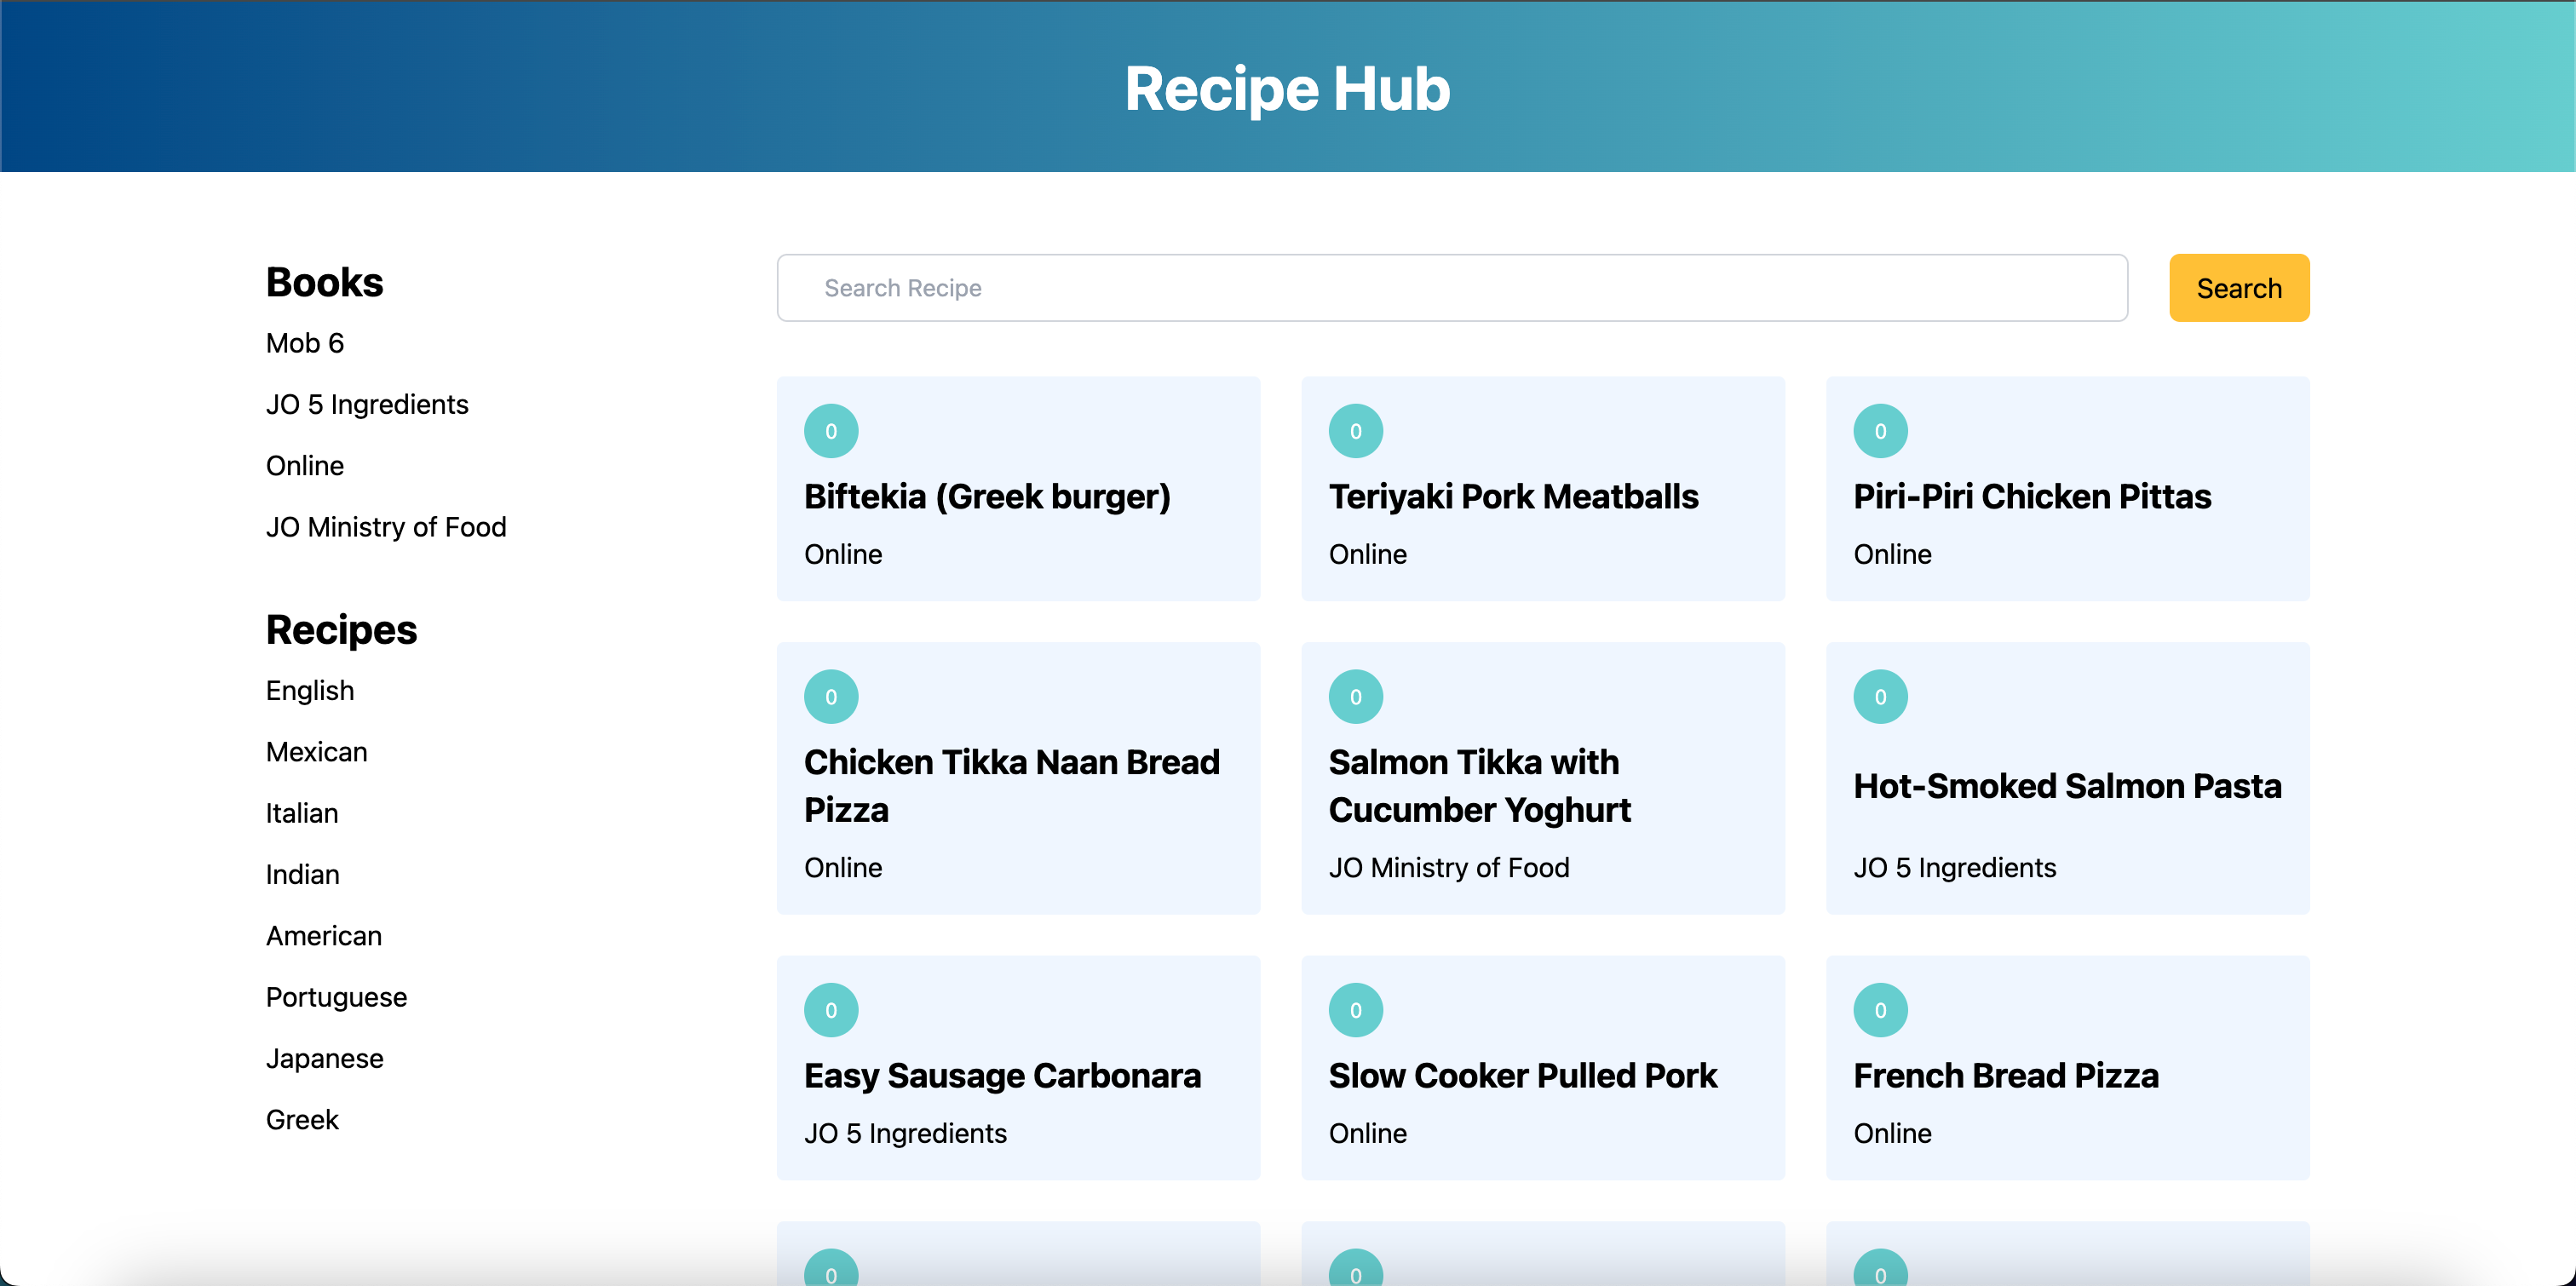 Recipe Hub
Books
Mob 6
JO 5 Ingredients
Online
JO Ministry of Food
Recipes
English
Mexican
Italian
Indian
American
Portuguese
Japanese
Greek
Search Recipe
Search
0
Biftekia (Greek burger)
Online
0
Teriyaki Pork Meatballs
Online
0
Piri-Piri Chicken Pittas
Online
0
Chicken Tikka Naan Bread
Pizza
Online
0
Salmon Tikka with
Cucumber Yoghurt
JO Ministry of Food
0
Hot-Smoked Salmon Pasta
JO 5 Ingredients
0
Easy Sausage Carbonara
JO 5 Ingredients
0
Slow Cooker Pulled Pork
Online
0
French Bread Pizza
Online
0
0
0